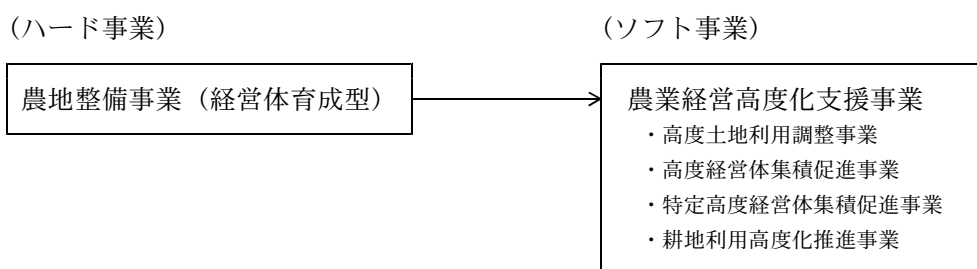 （ハード事業）
（ソフト事業）
農地整備事業（経営体育成型）
農業経営高度化支援事業
・高度土地利用調整事業
・高度経営体集積促進事業
・特定高度経営体集積促進事業
・耕地利用高度化推進事業